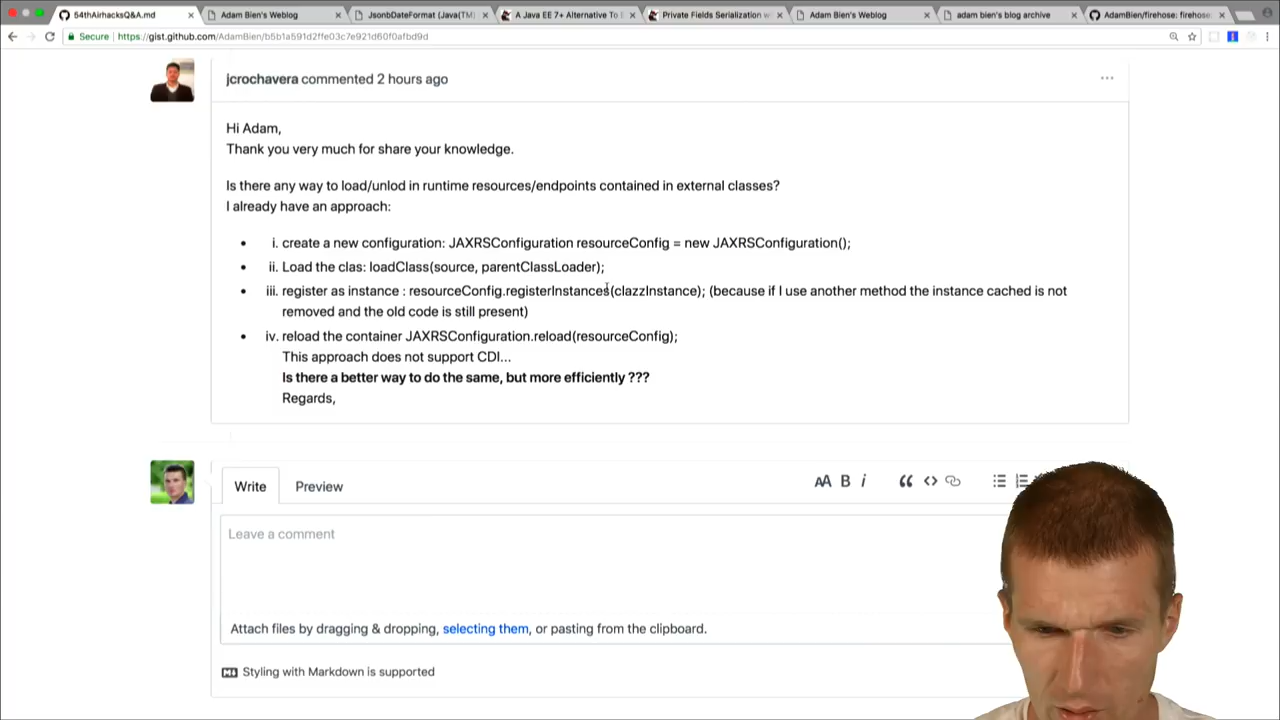 54thAirhacksQ&A.md
Adam Bien's Weblog
JsonbDateFormat (Java(TM)
A Java EE 7+ Alternative To E
Private Fields Serialization w
Adam Bien's Weblog
adam bien's blog archive
AdamBien/firehose: firehose
Secure
https://gist.github.com/AdamBien/b5b1a591d2ffe03c7e921d60f0afbd9d
jcrochavera commented 2 hours ago
Hi Adam,
Thank you very much for share your knowledge.
Is there any way to load/unlod in runtime resources/endpoints contained in external classes?
I already have an approach:
i. create a new configuration: JAXRSConfiguration resourceConfig = new JAXRSConfiguration();
ii. Load the clas: loadClass(source, parentClassLoader);
iii. register as instance : resourceConfig.registerInstances(clazzInstance); (because if I use another method the instance cached is not
removed and the old code is still present)
iv. reload the container JAXRSConfiguration.reload(resourceConfig);
This approach does not support CDI...
Is there a better way to do the same, but more efficiently ???
Regards,
Write
Preview
Leave a comment
Attach files by dragging & dropping, selecting them, or pasting from the clipboard.
Styling with Markdown is supported